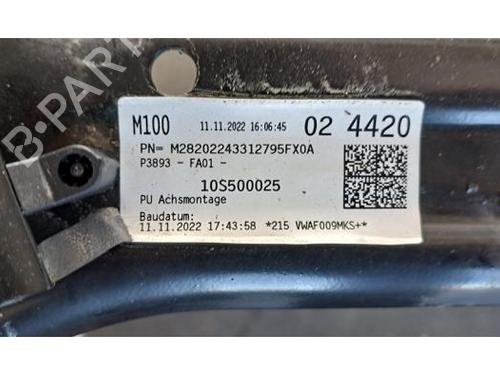 M100 11.11.2022 16:06:45 02 4420
PN= M28202243312795FX0A
P3893 - FA01 -
10S500025
PU Achsmontage
Baudatum:
11.11.2022 17:43:58 *215 VWAF009MKS+*
B-PARTS